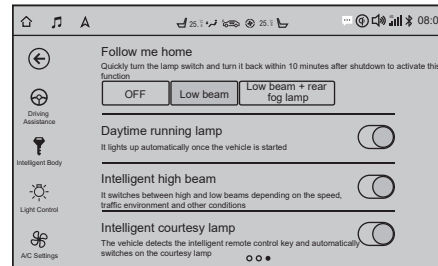 25.5 25.5 08:0
Follow me home
Quickly turn the lamp switch and turn it back within 10 minutes after shutdown to activate this
function
OFF
Low beam
Low beam + rear
fog lamp
Driving
Assistance
Daytime running lamp
It lights up automatically once the vehicle is started
Intelligent Body
Intelligent high beam
It switches between high and low beams depending on the speed,
traffic environment and other conditions
Light Control
Intelligent courtesy lamp
The vehicle detects the intelligent remote control key and automatically
switches on the courtesy lamp
A/C Settings